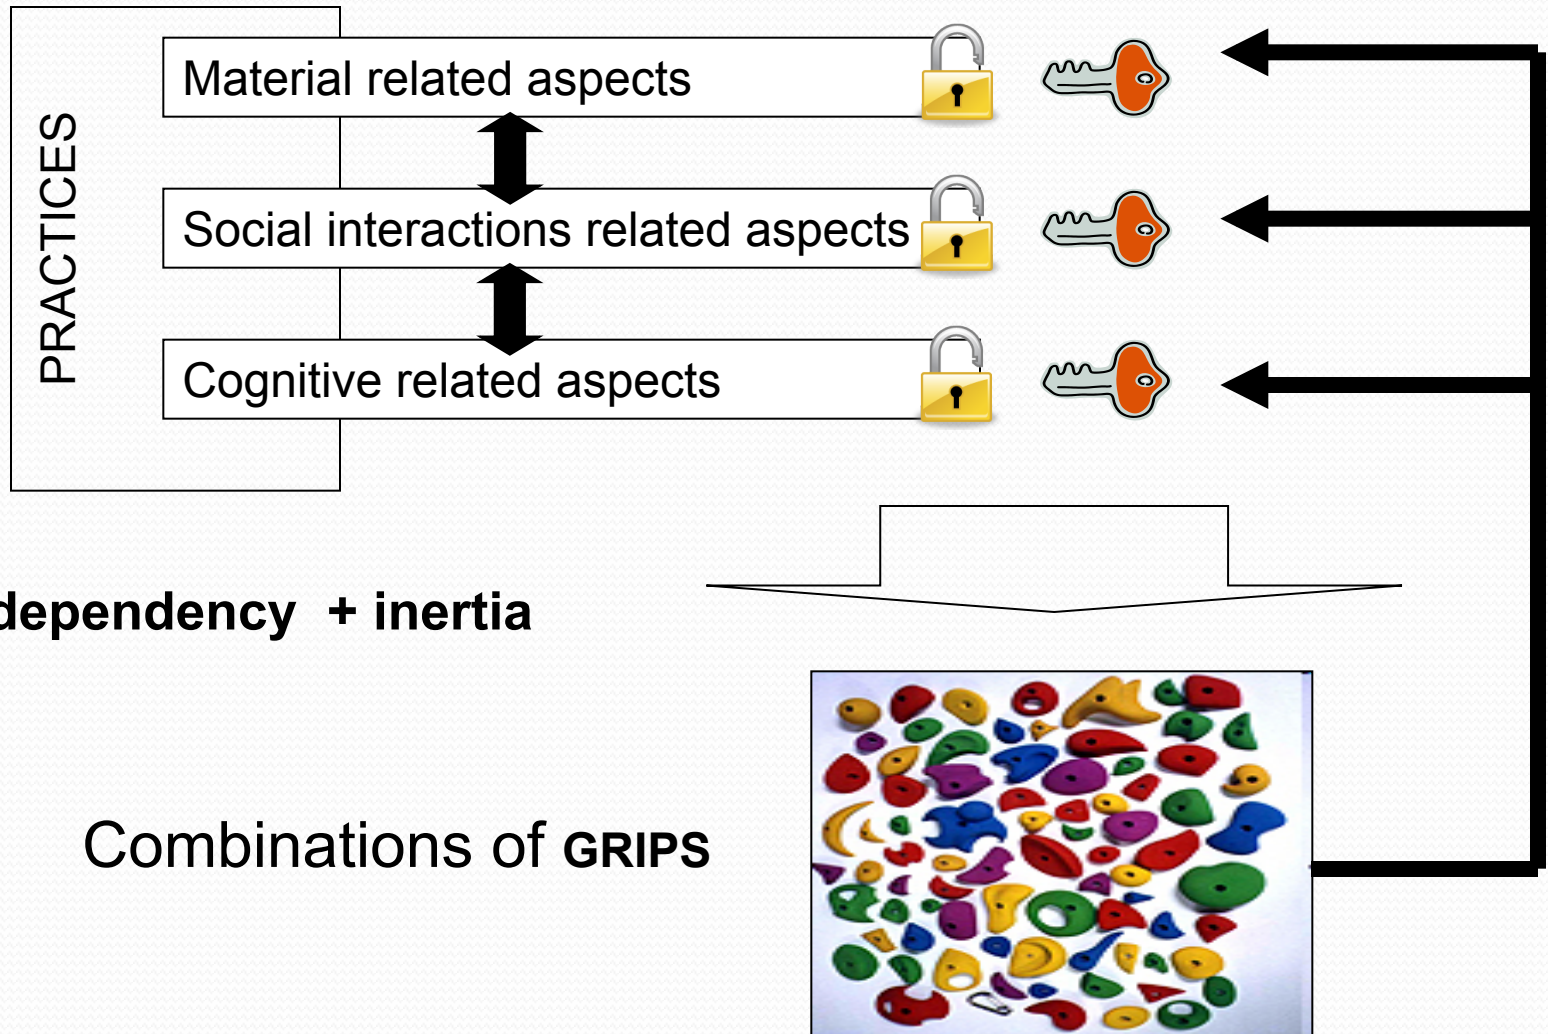 PRACTICES
Material related aspects
Social interactions related aspects
Cognitive related aspects
dependency + inertia
Combinations of GRIPS